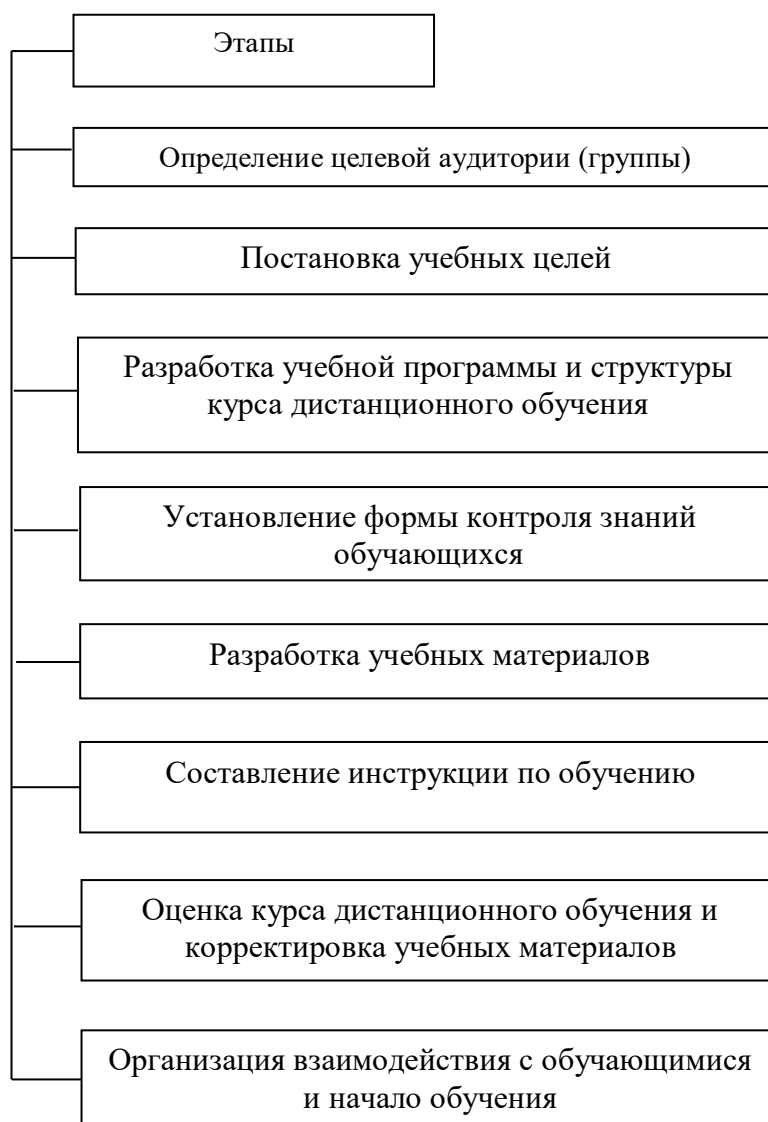 Этапы
Определение целевой аудитории (группы)
Постановка учебных целей
Разработка учебной программы и структуры
курса дистанционного обучения
Установление формы контроля знаний
обучающихся
Разработка учебных материалов
Составление инструкции по обучению
Оценка курса дистанционного обучения и
корректировка учебных материалов
Организация взаимодействия с обучающимися
и начало обучения